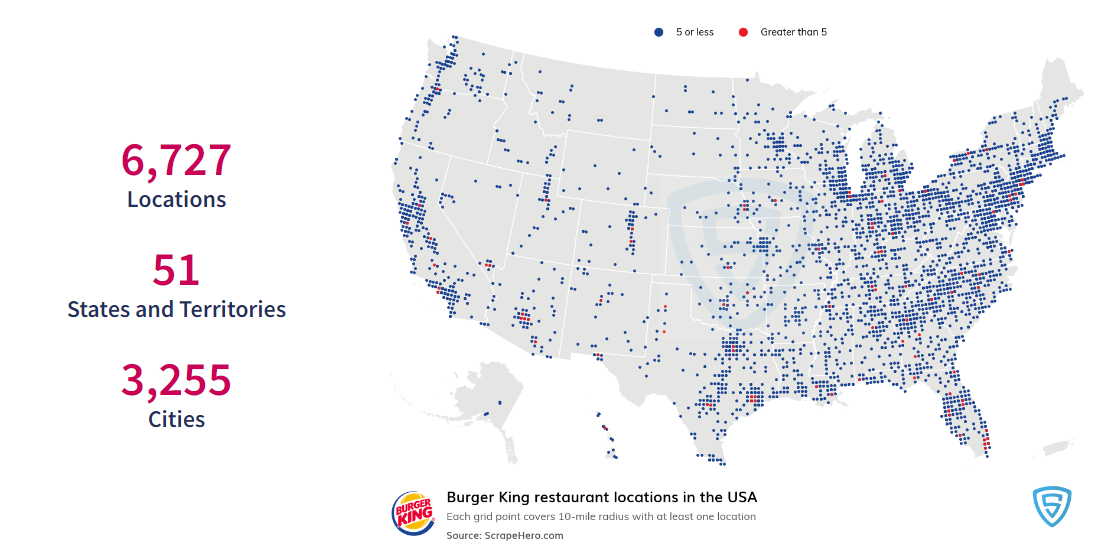 5 or less
Greater than 5
6,727
Locations
51
States and Territories
3,255
Cities
BURGER
KING
Burger King restaurant locations in the USA
Each grid point covers 10-mile radius with at least one location
Source: ScrapeHero.com